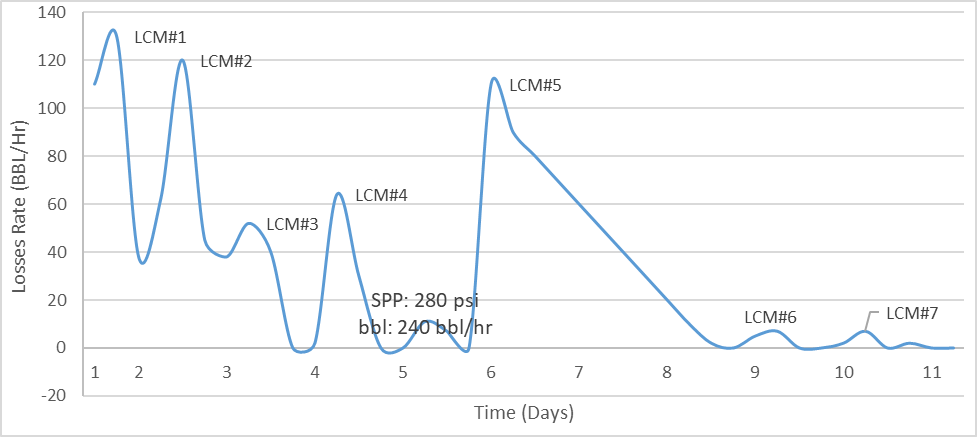 140
120
100
80
60
40
20
0
-20
Losses Rate (BBL/Hr)
LCM#1
LCM#2
LCM#3
LCM#4
SPP: 280 psi
bbl: 240 bbl/hr
LCM#5
LCM#6
LCM#7
1 2 3 4 5 6 7 8 9 10 11
Time (Days)